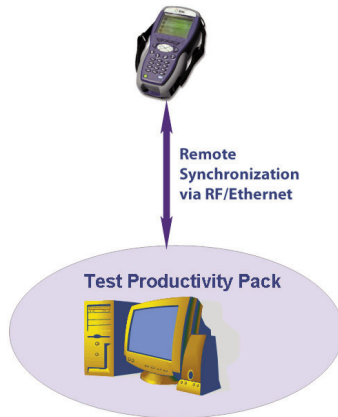 Remote
Synchronization
via RF/Ethernet
Test Productivity Pack